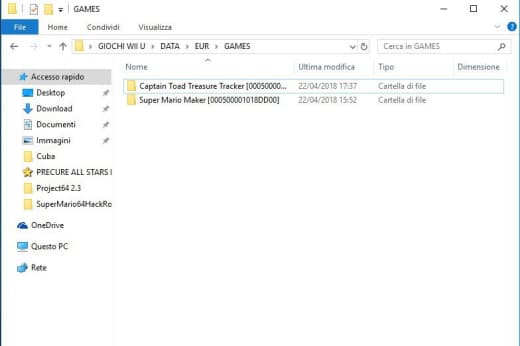 GAMES
File Home Condividi Visualizza
GIOCHI WII U DATA EUR GAMES Cerca in GAMES
Accesso rapido
Desktop
Download
Documenti
Immagini
Cuba
PRECURE ALL STARS
Project64 2.3
SuperMario64HackRo
OneDrive
Questo PC
Rete
Nome Ultima modifica Tipo Dimensione
Captain Toad Treasure Tracker [00050000... 22/04/2018 17:37 Cartella di file
Super Mario Maker [000500001018DD00] 22/04/2018 15:52 Cartella di file